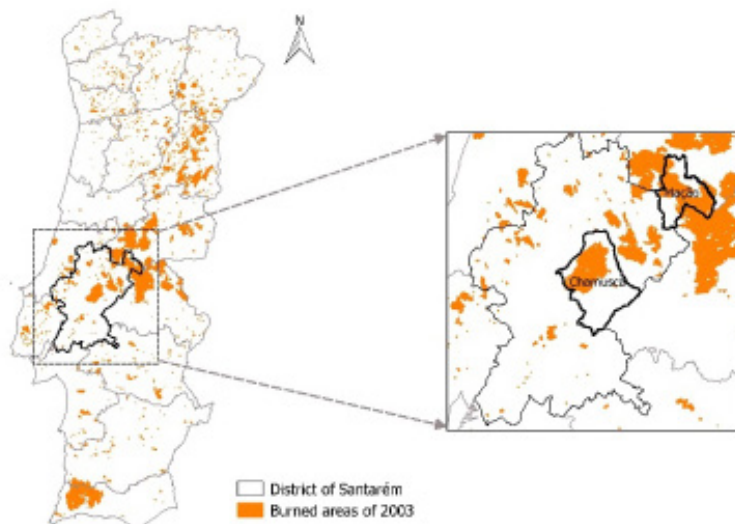 N
Mação
Chamusca
District of Santarém
Burned areas of 2003